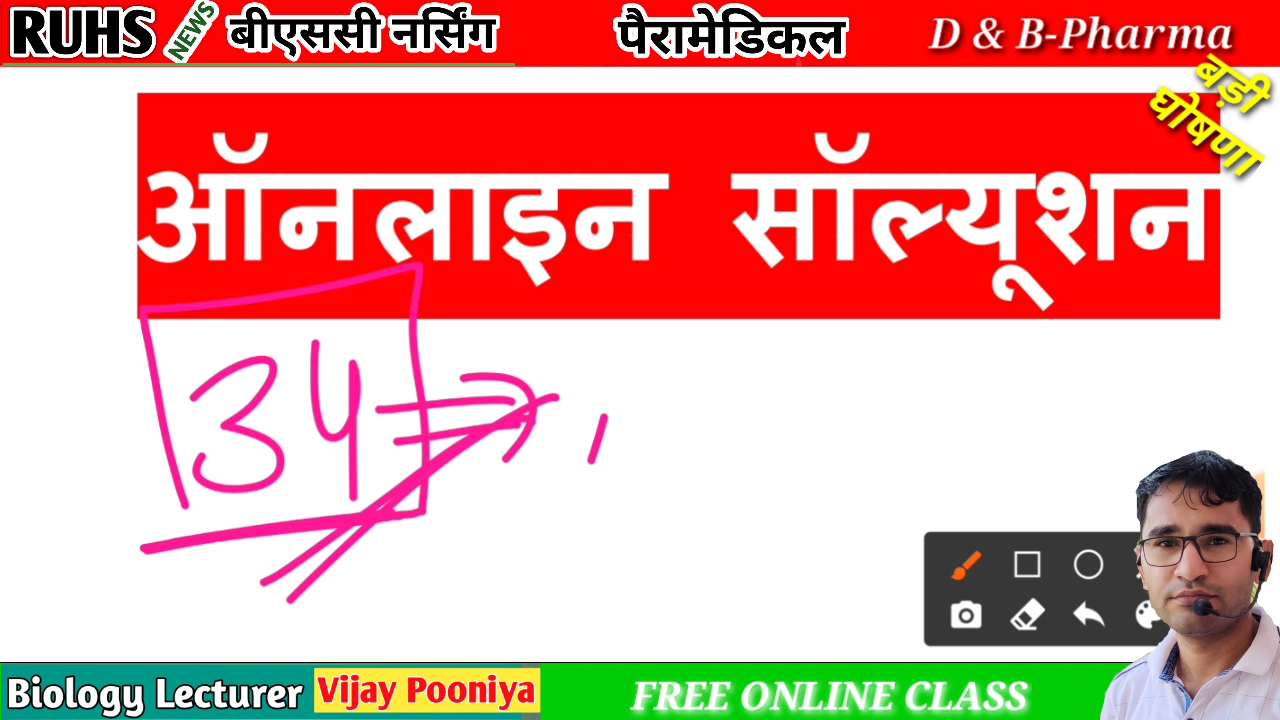 RUHS NEWS बीएससी नर्सिंग पैरामेडिकल D & B-Pharma
बड़ी
घोषणा
ऑनलाइन सॉल्यूशन
34
Biology Lecturer Vijay Pooniya FREE ONLINE CLASS